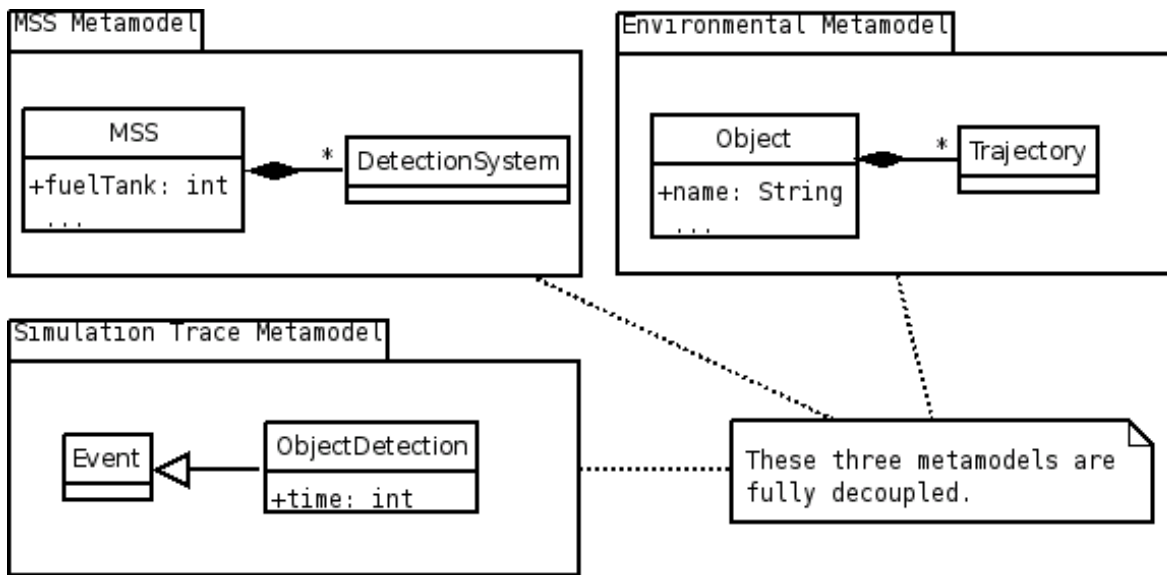 MSS Metamodel
MSS
+fuelTank: int
...
*
DetectionSystem
Environmental Metamodel
Object
+name: String
...
*
Trajectory
Simulation Trace Metamodel
Event
ObjectDetection
+time: int
These three metamodels are
fully decoupled.